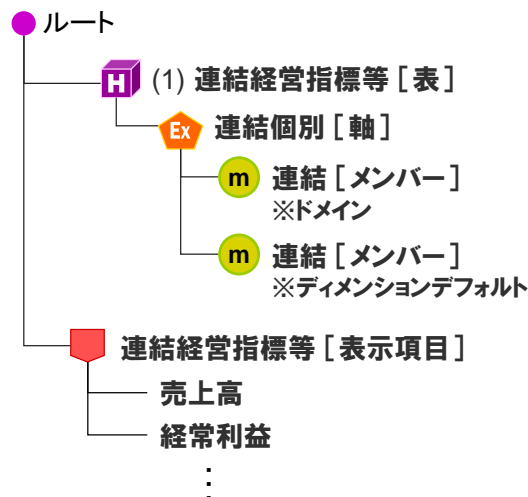 ルート
H (1) 連結経営指標等［表］
Ex 連結個別［軸］
m 連結［メンバー］
※ドメイン
m 連結［メンバー］
※ディメンションデフォルト
連結経営指標等［表示項目］
売上高
経常利益
：